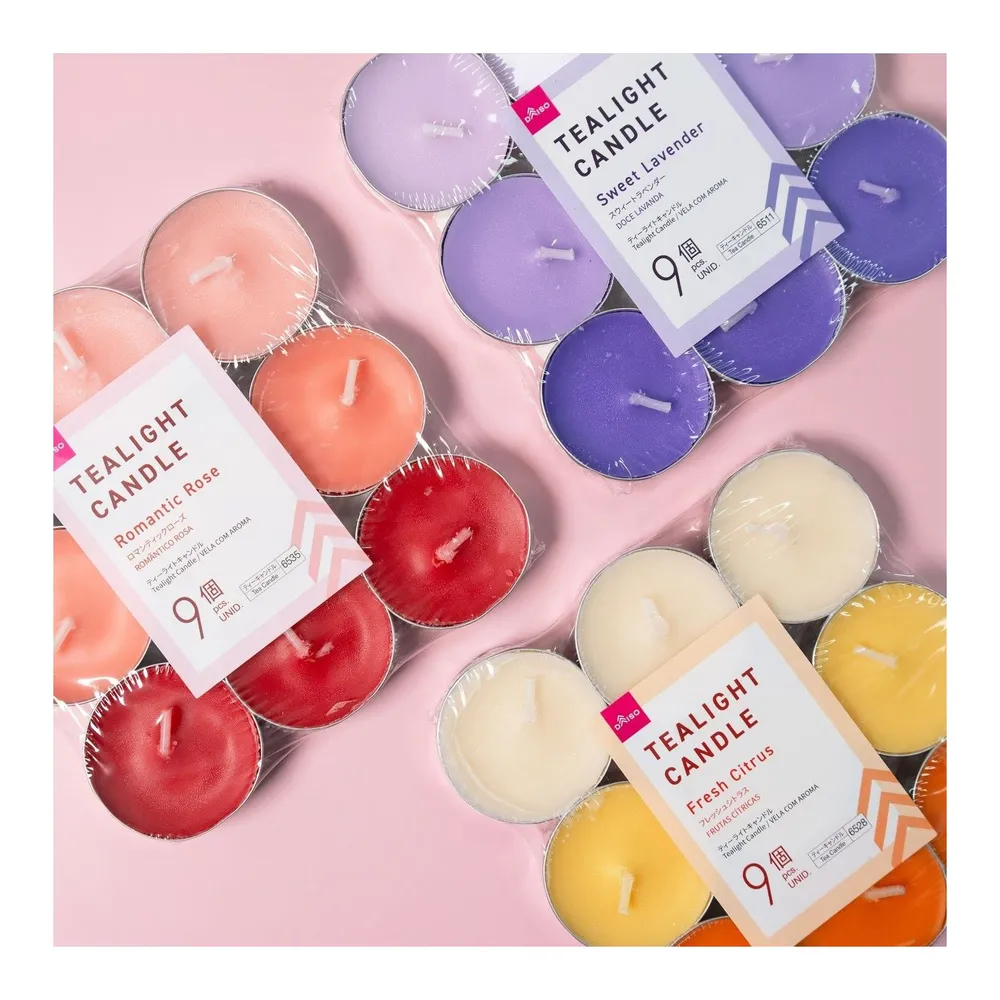 DAISO
TEALIGHT
CANDLE
Sweet Lavender
スウィートラベンダー
DOCE LAVANDA
ティーライトキャンドル
Tealight Candle / VELA COM AROMA
9個
pcs.
UNID.
ティーキャンドル
Tea Candle
6511
DAISO
TEALIGHT
CANDLE
Romantic Rose
ロマンティックローズ
ROMÂNTICO ROSA
ティーライトキャンドル
Tealight Candle / VELA COM AROMA
9個
pcs.
UNID.
ティーキャンドル
Tea Candle
6535
DAISO
TEALIGHT
CANDLE
Fresh Citrus
フレッシュシトラス
FRUTAS CÍTRICAS
ティーライトキャンドル
Tealight Candle / VELA COM AROMA
9個
pcs.
UNID.
ティーキャンドル
Tea Candle
6528